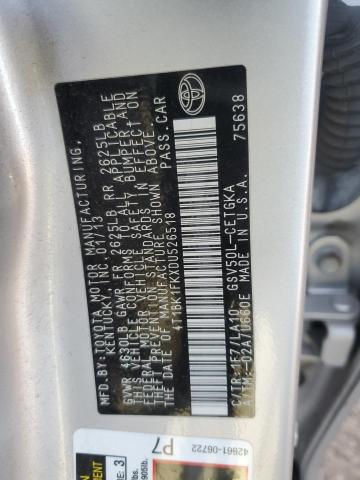 MFD. BY: TOYOTA MOTOR MANUFACTURING,
KENTUCKY, INC. 01/13
GVWR 4630LB GAWR FR 2625LB RR 2625LB
THIS VEHICLE CONFORMS TO ALL APPLICABLE
FEDERAL MOTOR VEHICLE SAFETY, BUMPER, AND
THEFT PREVENTION STANDARDS IN EFFECT ON
THE DATE OF MANUFACTURE SHOWN ABOVE.
4T1BK1FKXDU526518 PASS.CAR
C/TR: 1F7/LA10 GSV50L-CETGKA
A/TM: -02A/U660E MADE IN U.S.A.
75638
42661-06722
P7
: 3
lbs.
905lb.